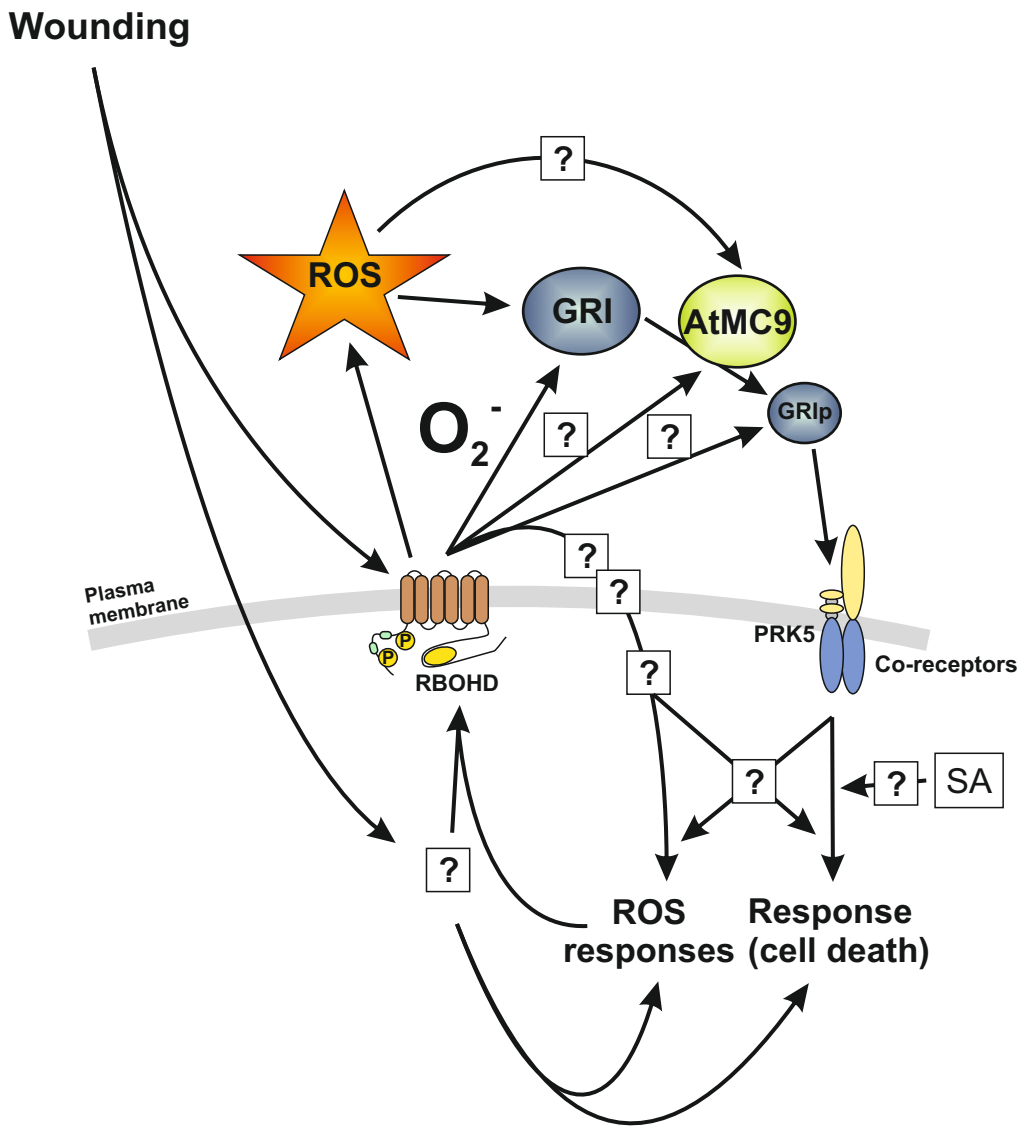 Wounding
?
ROS
GRI
AtMC9
GRIp
O2-
?
?
?
?
Plasma
membrane
P
P
RBOHD
PRK5
Co-receptors
?
?
?
SA
?
ROS
responses
Response
(cell death)